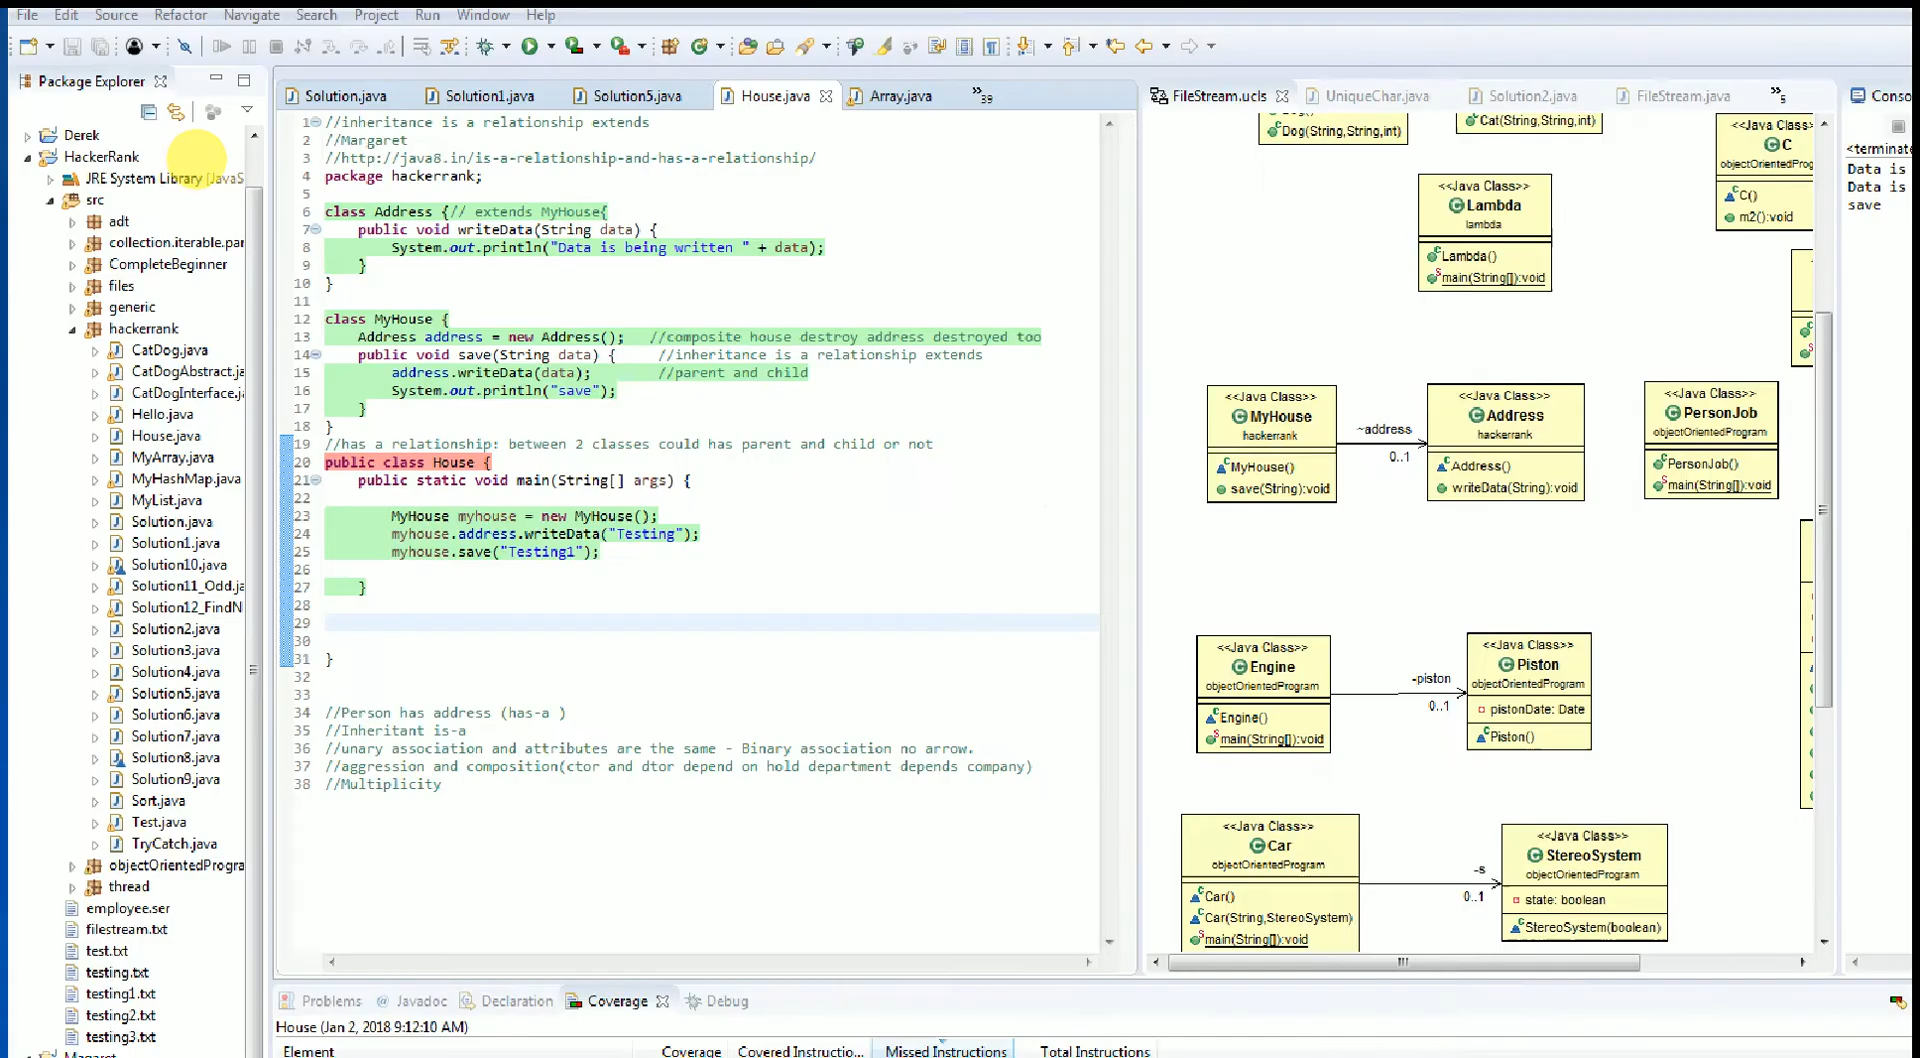 File Edit Source Refactor Navigate Search Project Run Window Help
Package Explorer
Derek
HackerRank
JRE System Library [JavaS
src
adt
collection.iterable.par
CompleteBeginner
files
generic
hackerrank
CatDog.java
CatDogAbstract.ja
CatDogInterface.ja
Hello.java
House.java
MyArray.java
MyHashMap.java
MyList.java
Solution.java
Solution1.java
Solution10.java
Solution11_Odd.ja
Solution12_FindN
Solution2.java
Solution3.java
Solution4.java
Solution5.java
Solution6.java
Solution7.java
Solution8.java
Solution9.java
Sort.java
Test.java
TryCatch.java
objectOrientedProgra
thread
employee.ser
filestream.txt
test.txt
testing.txt
testing1.txt
testing2.txt
testing3.txt
Magaret
Solution.java Solution1.java Solution5.java House.java Array.java »39
1 //inheritance is a relationship extends
2 //Margaret
3 //http://java8.in/is-a-relationship-and-has-a-relationship/
4 package hackerrank;
5
6 class Address {// extends MyHouse{
7 public void writeData(String data) {
8 System.out.println("Data is being written " + data);
9 }
10 }
11
12 class MyHouse {
13 Address address = new Address(); //composite house destroy address destroyed too
14 public void save(String data) { //inheritance is a relationship extends
15 address.writeData(data); //parent and child
16 System.out.println("save");
17 }
18 }
19 //has a relationship: between 2 classes could has parent and child or not
20 public class House {
21 public static void main(String[] args) {
22
23 MyHouse myhouse = new MyHouse();
24 myhouse.address.writeData("Testing");
25 myhouse.save("Testing1");
26
27 }
28
29
30
31 }
32
33
34 //Person has address (has-a )
35 //Inheritant is-a
36 //unary association and attributes are the same - Binary association no arrow.
37 //aggression and composition(ctor and dtor depend on hold department depends company)
38 //Multiplicity
FileStream.ucls UniqueChar.java Solution2.java FileStream.java »5
Dog(String,String,int)
Cat(String,String,int)
<<Java Class>>
C
objectOrientedProg
C()
m2():void
<<Java Class>>
Lambda
lambda
Lambda()
main(String[]):void
<<Java Class>>
MyHouse
hackerrank
MyHouse()
save(String):void
~address
0..1
<<Java Class>>
Address
hackerrank
Address()
writeData(String):void
<<Java Class>>
PersonJob
objectOrientedProgram
PersonJob()
main(String[]):void
<<Java Class>>
Engine
objectOrientedProgram
Engine()
main(String[]):void
-piston
0..1
<<Java Class>>
Piston
objectOrientedProgram
pistonDate: Date
Piston()
<<Java Class>>
Car
objectOrientedProgram
Car()
Car(String,StereoSystem)
main(String[]):void
-s
0..1
<<Java Class>>
StereoSystem
objectOrientedProgram
state: boolean
StereoSystem(boolean)
Conso
<terminate
Data is
Data is
save
Problems @ Javadoc Declaration Coverage Debug
House (Jan 2, 2018 9:12:10 AM)
Element Coverage Covered Instructio... Missed Instructions Total Instructions